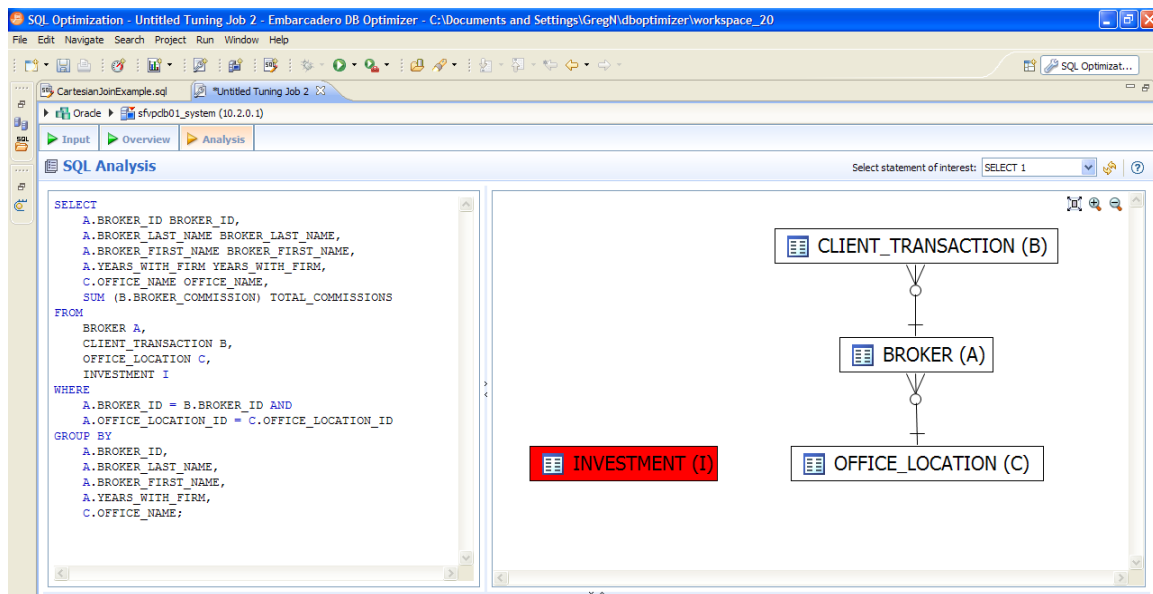 SQL Optimization - Untitled Tuning Job 2 - Embarcadero DB Optimizer - C:\Documents and Settings\GregN\dboptimizer\workspace_20
File Edit Navigate Search Project Run Window Help
SQL Optimizat...
CartesianJoinExample.sql *Untitled Tuning Job 2
Oracle sfvpdb01_system (10.2.0.1)
Input Overview Analysis
SQL Analysis
Select statement of interest: SELECT 1
SELECT
A.BROKER_ID BROKER_ID,
A.BROKER_LAST_NAME BROKER_LAST_NAME,
A.BROKER_FIRST_NAME BROKER_FIRST_NAME,
A.YEARS_WITH_FIRM YEARS_WITH_FIRM,
C.OFFICE_NAME OFFICE_NAME,
SUM (B.BROKER_COMMISSION) TOTAL_COMMISSIONS
FROM
BROKER A,
CLIENT_TRANSACTION B,
OFFICE_LOCATION C,
INVESTMENT I
WHERE
A.BROKER_ID = B.BROKER_ID AND
A.OFFICE_LOCATION_ID = C.OFFICE_LOCATION_ID
GROUP BY
A.BROKER_ID,
A.BROKER_LAST_NAME,
A.BROKER_FIRST_NAME,
A.YEARS_WITH_FIRM,
C.OFFICE_NAME;
CLIENT_TRANSACTION (B)
BROKER (A)
INVESTMENT (I)
OFFICE_LOCATION (C)